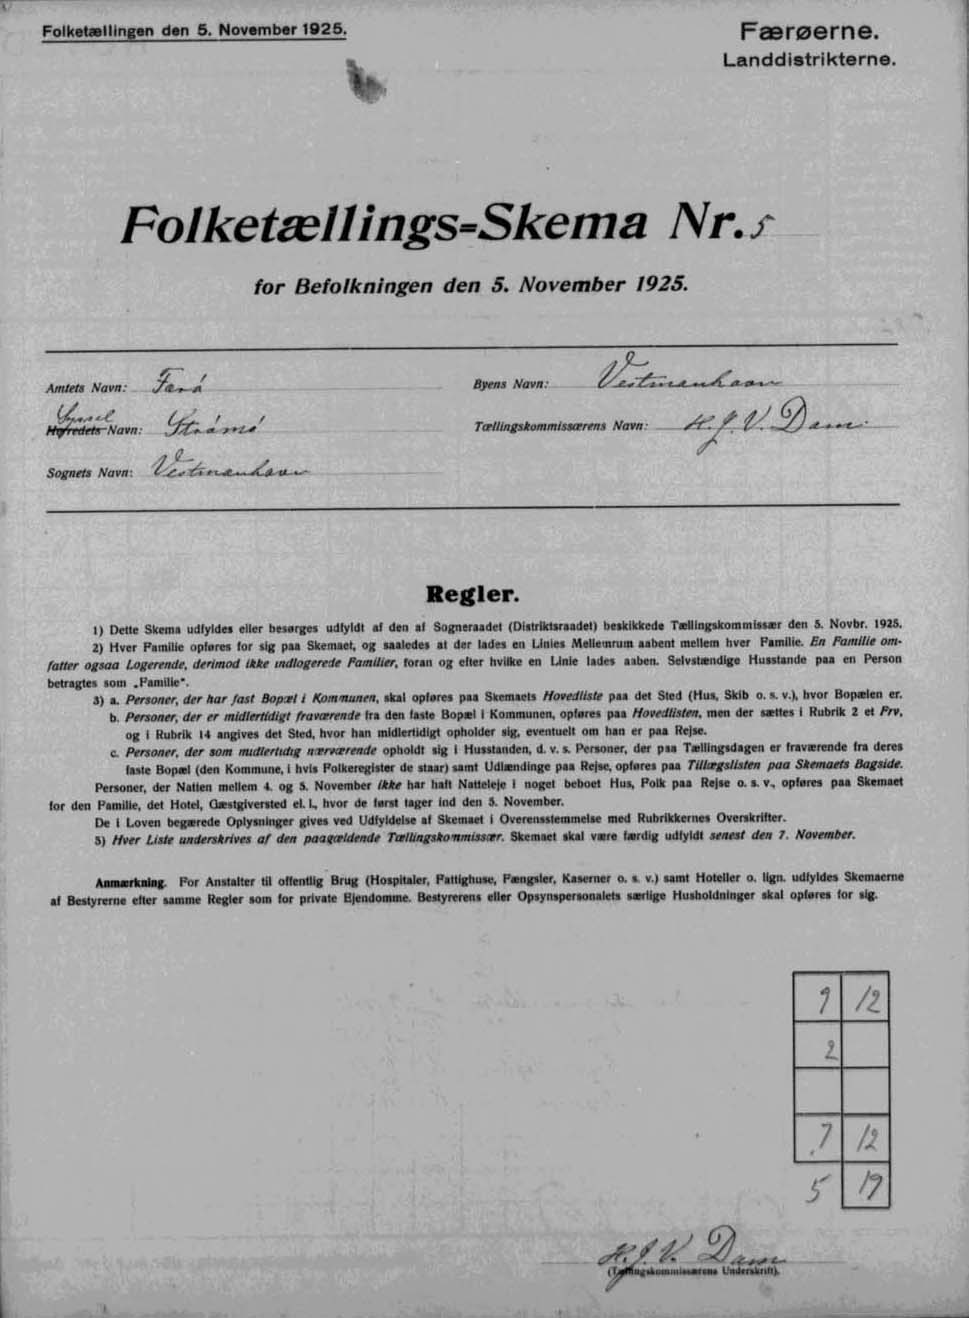 Folketællingen den 5. November 1925.
Færøerne.
Landdistrikterne.
Folketællings=Skema Nr. 5
for Befolkningen den 5. November 1925.
Amtets Navn: Færö
Byens Navn: Vestmanhavn
Syssel
Herredets Navn: Strömö
Tællingskommissærens Navn: H. J. V. Dam.
Sognets Navn: Vestmanhavn
Regler.
1) Dette Skema udfyldes eller besørges udfyldt af den af Sogneraadet (Distriktsraadet) beskikkede Tællingskommissær den 5. Novbr. 1925.
2) Hver Familie opføres for sig paa Skemaet, og saaledes at der lades en Linies Mellemrum aabent mellem hver Familie. En Familie om-
fatter ogsaa Logerende, derimod ikke indlogerede Familier, foran og efter hvilke en Linie lades aaben. Selvstændige Husstande paa en Person
betragtes som „Familie".
3) a. Personer, der har fast Bopæl i Kommunen, skal opføres paa Skemaets Hovedliste paa det Sted (Hus, Skib o. s. v.), hvor Bopælen er.
b. Personer, der er midlertidigt fraværende fra den faste Bopæl i Kommunen, opføres paa Hovedlisten, men der sættes i Rubrik 2 et Frv,
og i Rubrik 14 angives det Sted, hvor han midlertidigt opholder sig, eventuelt om han er paa Rejse.
c. Personer, der som midlertidig nærværende opholdt sig i Husstanden, d. v. s. Personer, der paa Tællingsdagen er fraværende fra deres
faste Bopæl (den Kommune, i hvis Folkeregister de staar) samt Udlændinge paa Rejse, opføres paa Tillægslisten paa Skemaets Bagside.
Personer, der Natten mellem 4. og 5. November ikke har haft Natteleje i noget beboet Hus, Folk paa Rejse o. s. v., opføres paa Skemaet
for den Familie, det Hotel, Gæstgiversted el. l., hvor de først tager ind den 5. November.
De i Loven begærede Oplysninger gives ved Udfyldelse af Skemaet i Overensstemmelse med Rubrikkernes Overskrifter.
5) Hver Liste underskrives af den paagældende Tællingskommissær. Skemaet skal være færdig udfyldt senest den 7. November.
Anmærkning. For Anstalter til offentlig Brug (Hospitaler, Fattighuse, Fængsler, Kaserner o. s. v.) samt Hoteller o. lign. udfyldes Skemaerne
af Bestyrerne efter samme Regler som for private Ejendomme. Bestyrerens eller Opsynspersonalets særlige Husholdninger skal opføres for sig.
9 12
2
7 12
5 19
H. J. V. Dam
(Tællingskommissærens Underskrift).